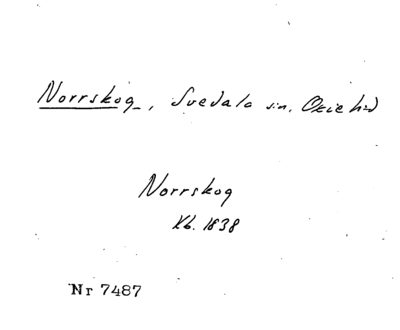 Norrskog, Svedala sn. Oxie hd
Norrskog
Kb. 1838
Nr 7487